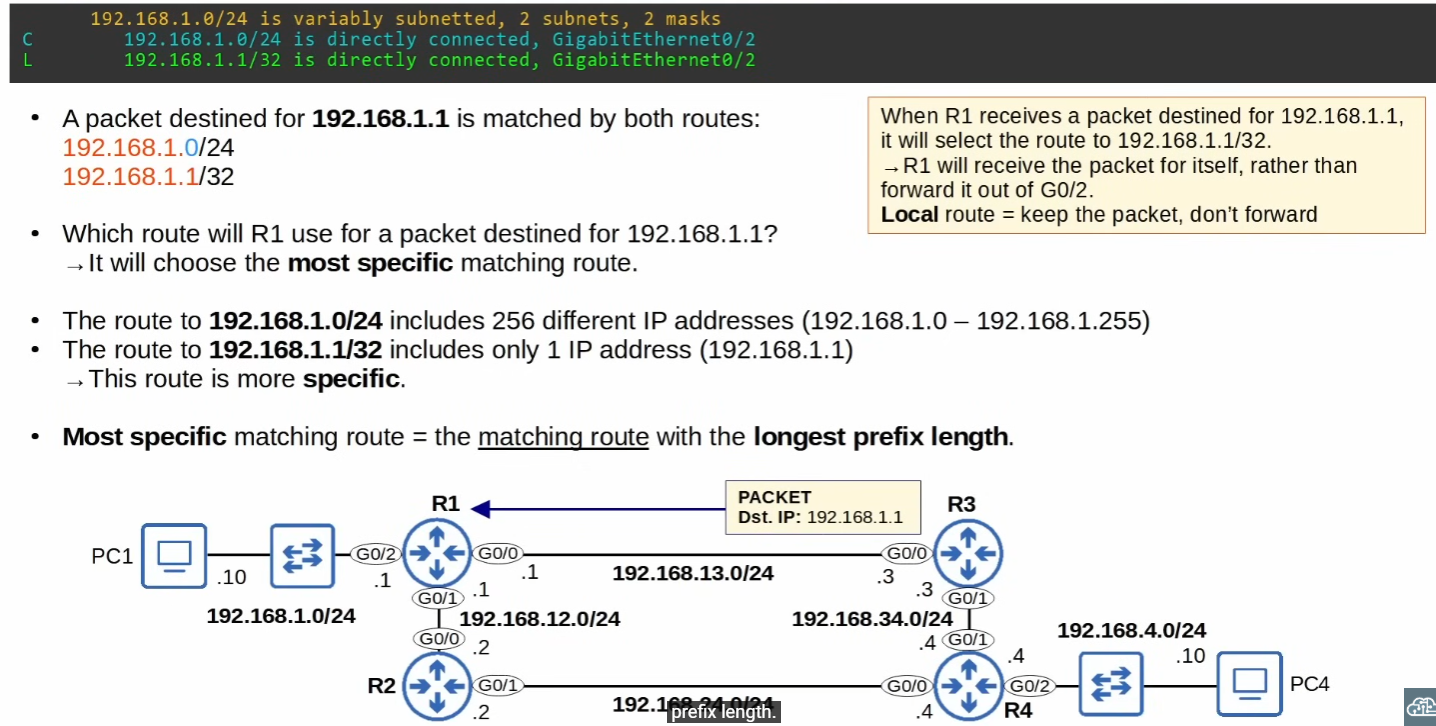 192.168.1.0/24 is variably subnetted, 2 subnets, 2 masks
C 192.168.1.0/24 is directly connected, GigabitEthernet0/2
L 192.168.1.1/32 is directly connected, GigabitEthernet0/2
• A packet destined for 192.168.1.1 is matched by both routes:
192.168.1.0/24
192.168.1.1/32
When R1 receives a packet destined for 192.168.1.1,
it will select the route to 192.168.1.1/32.
→R1 will receive the packet for itself, rather than
forward it out of G0/2.
Local route = keep the packet, don't forward
• Which route will R1 use for a packet destined for 192.168.1.1?
→It will choose the most specific matching route.
• The route to 192.168.1.0/24 includes 256 different IP addresses (192.168.1.0 – 192.168.1.255)
• The route to 192.168.1.1/32 includes only 1 IP address (192.168.1.1)
→This route is more specific.
• Most specific matching route = the matching route with the longest prefix length.
R1
PACKET
Dst. IP: 192.168.1.1
R3
PC1
G0/2
G0/0
G0/0
.10
.1
.1
192.168.13.0/24
.3
.1
.3
G0/1
G0/1
192.168.1.0/24
192.168.12.0/24
192.168.34.0/24
192.168.4.0/24
G0/0
.2
.4
G0/1
.4
.10
R2
G0/1
G0/0
G0/2
PC4
.2
192.168.24.0/24
.4
R4
prefix length.